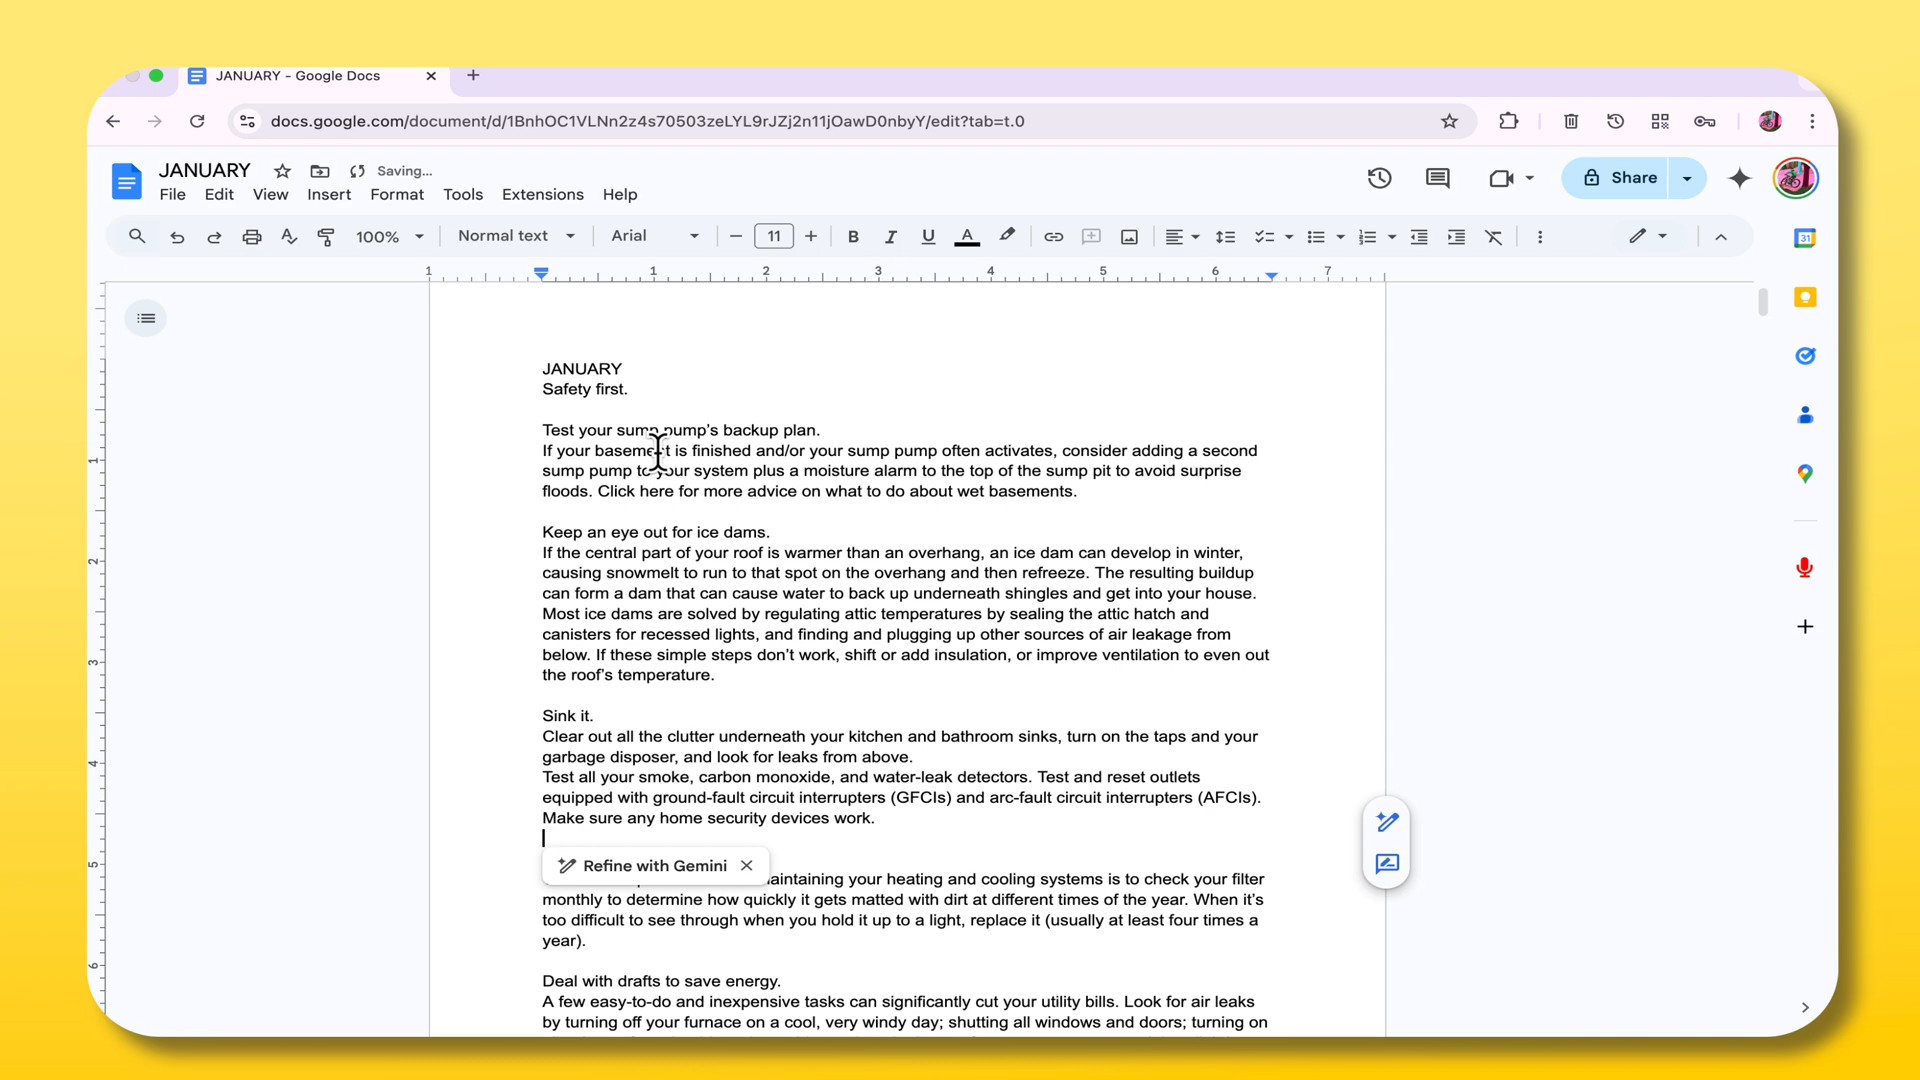 JANUARY - Google Docs
docs.google.com/document/d/1BnhOC1VLNn2z4s70503zeLYL9rJZj2n11jOawD0nbyY/edit?tab=t.0
JANUARY Saving...
File Edit View Insert Format Tools Extensions Help
Share
100% Normal text Arial 11 B I U A
1 1 2 3 4 5 6 7
31
JANUARY
Safety first.
Test your sump pump's backup plan.
If your basement is finished and/or your sump pump often activates, consider adding a second
sump pump to your system plus a moisture alarm to the top of the sump pit to avoid surprise
floods. Click here for more advice on what to do about wet basements.
Keep an eye out for ice dams.
If the central part of your roof is warmer than an overhang, an ice dam can develop in winter,
causing snowmelt to run to that spot on the overhang and then refreeze. The resulting buildup
can form a dam that can cause water to back up underneath shingles and get into your house.
Most ice dams are solved by regulating attic temperatures by sealing the attic hatch and
canisters for recessed lights, and finding and plugging up other sources of air leakage from
below. If these simple steps don't work, shift or add insulation, or improve ventilation to even out
the roof's temperature.
Sink it.
Clear out all the clutter underneath your kitchen and bathroom sinks, turn on the taps and your
garbage disposer, and look for leaks from above.
Test all your smoke, carbon monoxide, and water-leak detectors. Test and reset outlets
equipped with ground-fault circuit interrupters (GFCIs) and arc-fault circuit interrupters (AFCIs).
Make sure any home security devices work.
Refine with Gemini
aintaining your heating and cooling systems is to check your filter
monthly to determine how quickly it gets matted with dirt at different times of the year. When it's
too difficult to see through when you hold it up to a light, replace it (usually at least four times a
year).
Deal with drafts to save energy.
A few easy-to-do and inexpensive tasks can significantly cut your utility bills. Look for air leaks
by turning off your furnace on a cool, very windy day; shutting all windows and doors; turning on
1
2
3
4
5
6